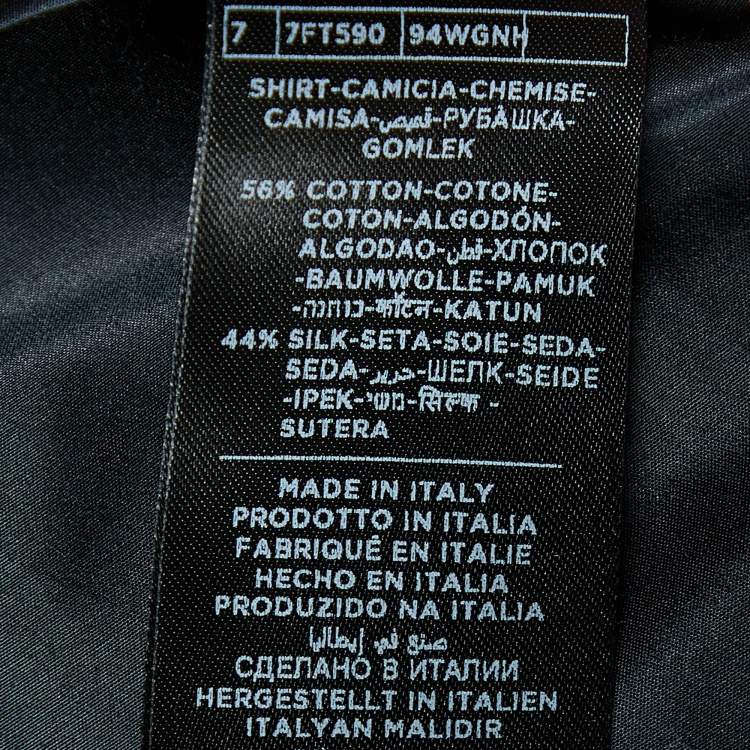 7 7FT590 94WGNH
SHIRT-CAMICIA-CHEMISE-
CAMISA-قميص-РУБАШКА-
GOMLEK
56% COTTON-COTONE-
COTON-ALGODÓN-
ALGODAO-قطن-ХЛОПОК
-BAUMWOLLE-PAMUK
-כותנה-कॉटन-KATUN
44% SILK-SETA-SOIE-SEDA-
SEDA-حرير-ШЕЛК-SEIDE
-IPEK-משי-सिल्क -
SUTERA
MADE IN ITALY
PRODOTTO IN ITALIA
FABRIQUÉ EN ITALIE
HECHO EN ITALIA
PRODUZIDO NA ITALIA
صنع في إيطاليا
СДЕЛАНО В ИТАЛИИ
HERGESTELLT IN ITALIEN
ITALYAN MALIDIR